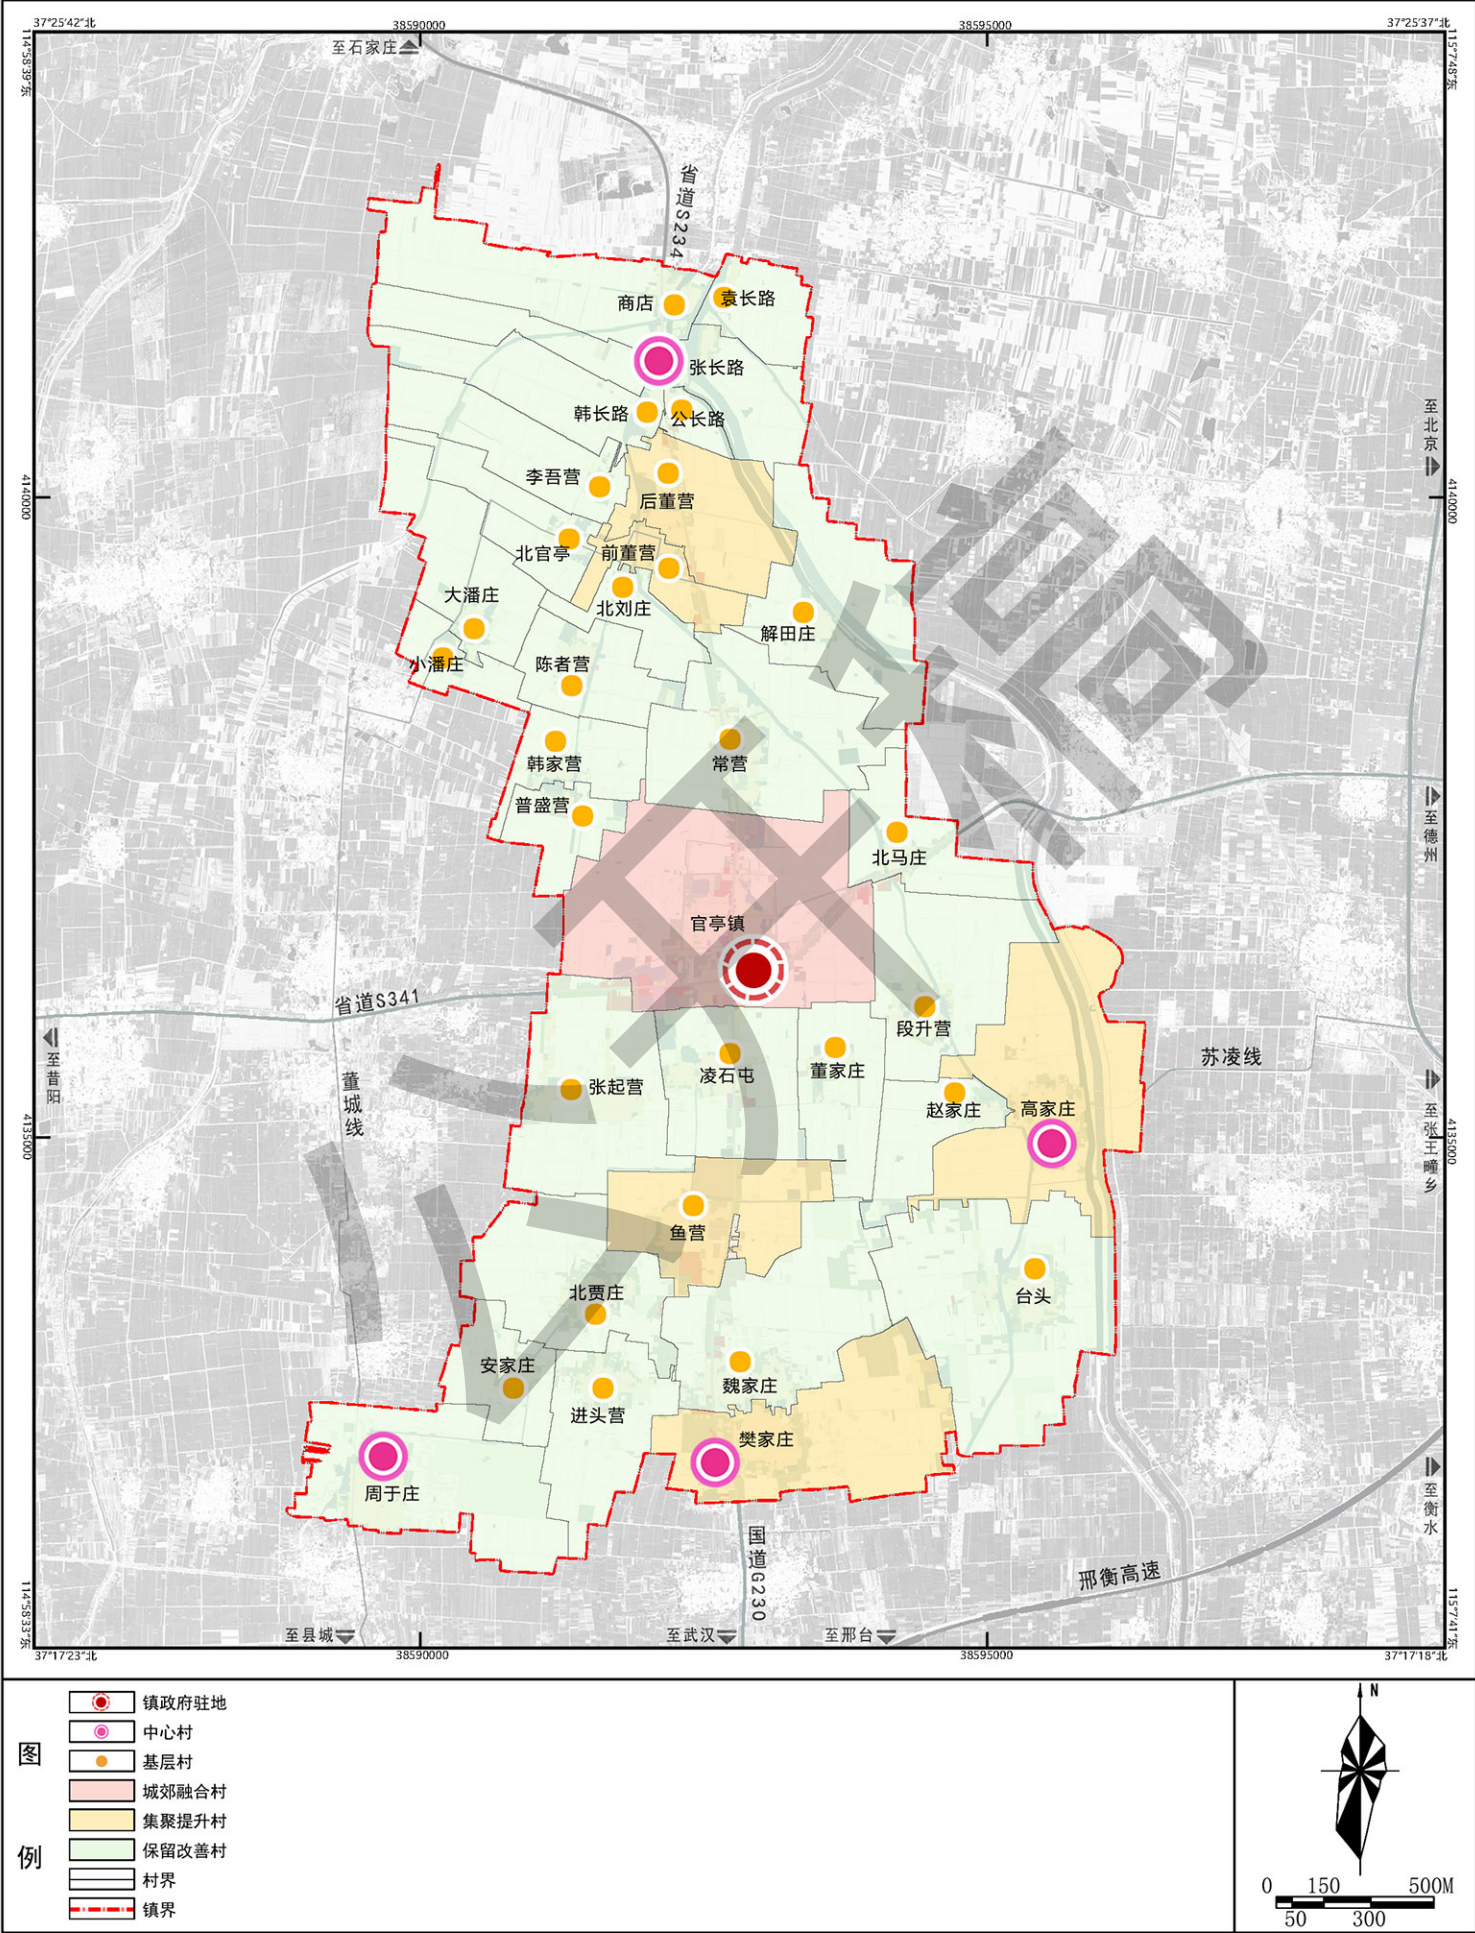 37°25'42"北
38590000
38595000
37°25'37"北
114°58'39"东
115°7'48"东
至石家庄
省道S234
商店
袁长路
张长路
韩长路
公长路
至北京
李吾营
后董营
4140000
4140000
北官亭
前董营
大潘庄
北刘庄
解田庄
小潘庄
陈者营
韩家营
常营
普盛营
至德州
北马庄
官亭镇
省道S341
段升营
至昔阳
苏凌线
凌石屯
董家庄
张起营
董城线
赵家庄
高家庄
至张王疃乡
4135000
4135000
鱼营
北贾庄
台头
安家庄
魏家庄
进头营
樊家庄
周于庄
至衡水
国道G230
邢衡高速
114°58'33"东
115°7'41"东
至县城
至武汉
至邢台
37°17'23"北
38590000
38595000
37°17'18"北
公开稿
图例
镇政府驻地
中心村
基层村
城郊融合村
集聚提升村
保留改善村
村界
镇界
N
0 150 500M
50 300